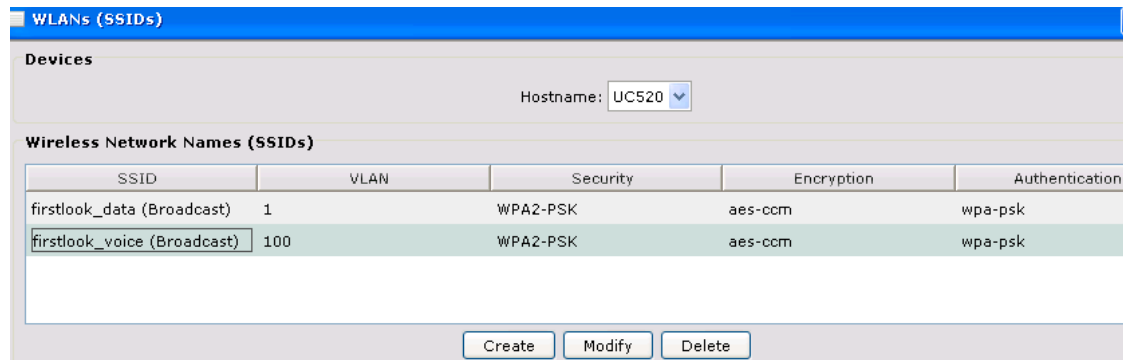 WLANs (SSIDs)
Devices
Hostname: UC520
Wireless Network Names (SSIDs)
SSID VLAN Security Encryption Authentication
firstlook_data (Broadcast) 1 WPA2-PSK aes-ccm wpa-psk
firstlook_voice (Broadcast) 100 WPA2-PSK aes-ccm wpa-psk
Create Modify Delete